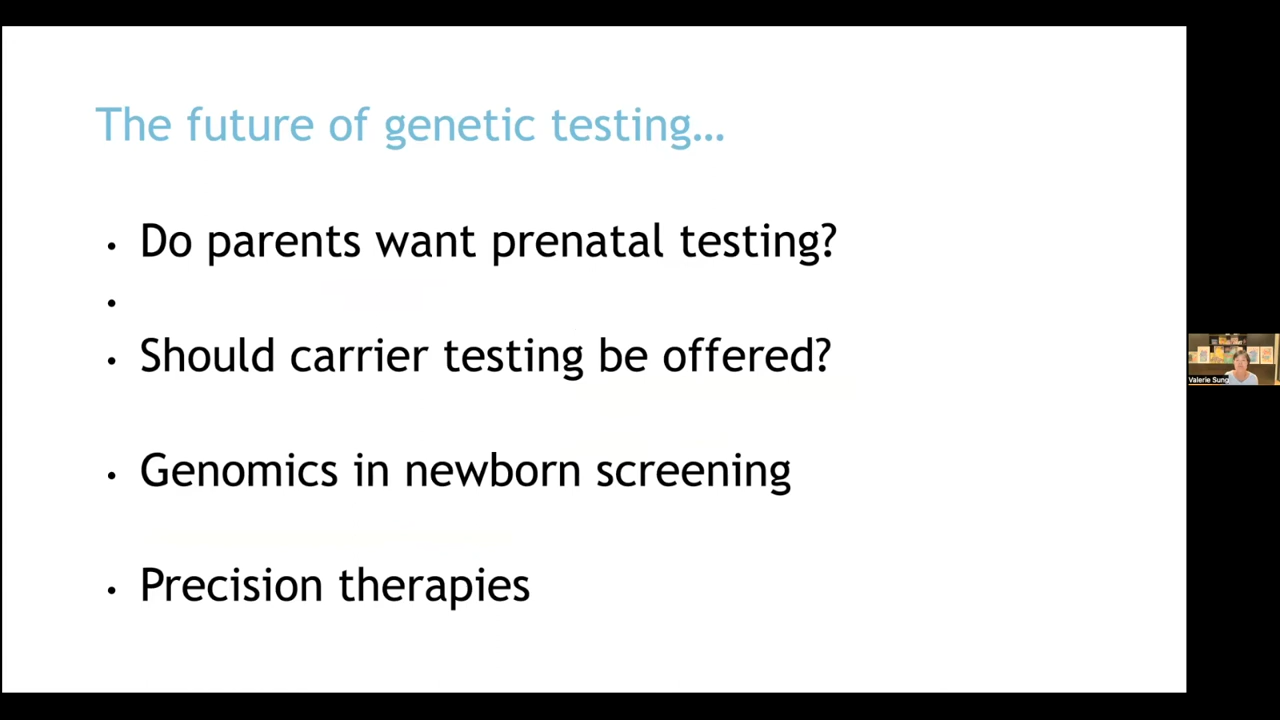 The future of genetic testing...
• Do parents want prenatal testing?
•
• Should carrier testing be offered?
• Genomics in newborn screening
• Precision therapies
Valerie Sung